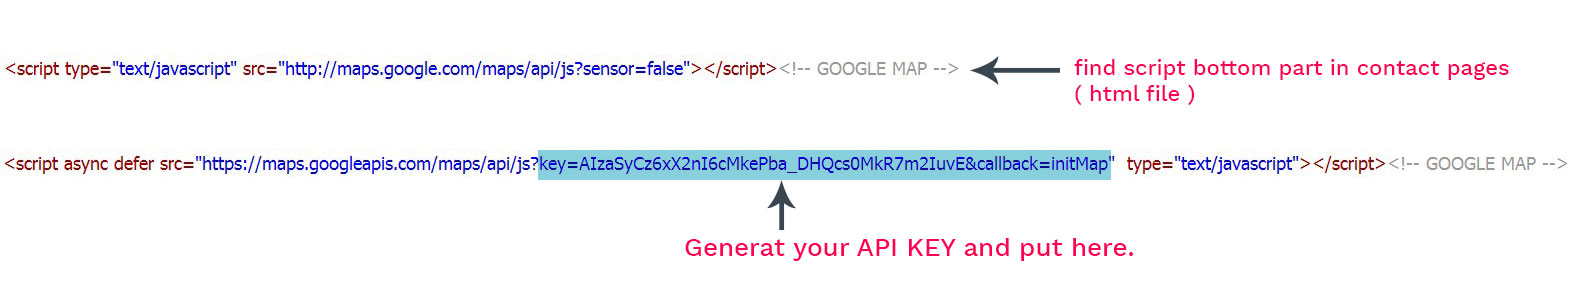 <script type="text/javascript" src="http://maps.google.com/maps/api/js?sensor=false"></script><!-- GOOGLE MAP -->
find script bottom part in contact pages
( html file )
<script async defer src="https://maps.googleapis.com/maps/api/js?key=AIzaSyCz6xX2nI6cMkePba_DHQcs0MkR7m2IuvE&callback=initMap" type="text/javascript"></script><!-- GOOGLE MAP -->
Generat your API KEY and put here.